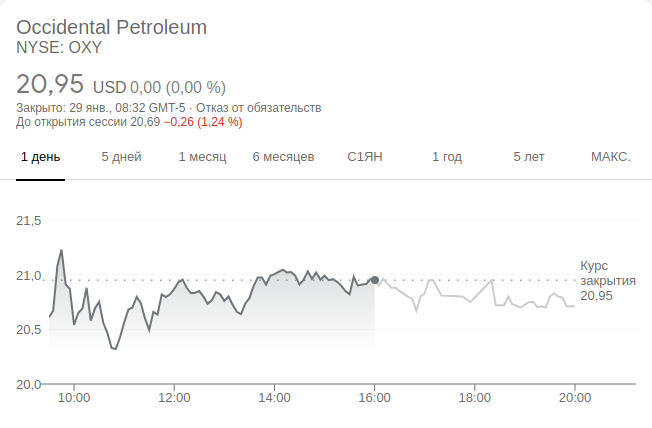 Occidental Petroleum
NYSE: OXY
20,95 USD 0,00 (0,00 %)
Закрыто: 29 янв., 08:32 GMT-5 · Отказ от обязательств
До открытия сессии 20,69 −0,26 (1,24 %)
1 день 5 дней 1 месяц 6 месяцев С1ЯН 1 год 5 лет МАКС.
21,5
21,0
20,5
20,0
Курс
закрытия
20,95
10:00 12:00 14:00 16:00 18:00 20:00